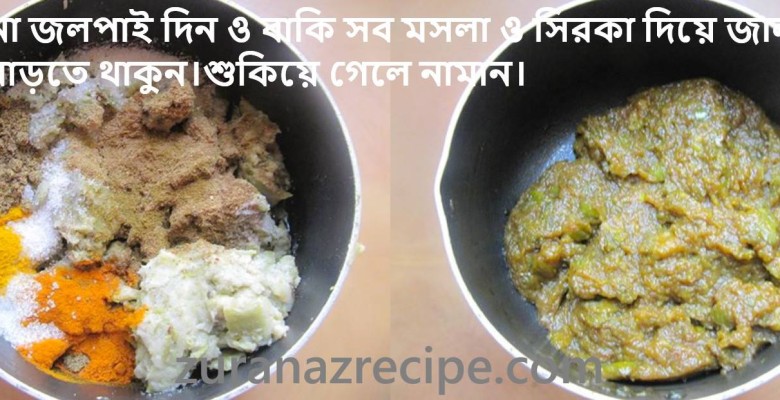 জলপাই দিন ও বাকি সব মসলা ও সিরকা দিয়ে
থাকুন।শুকিয়ে গেলে নামান।
zuranazrecipe.com